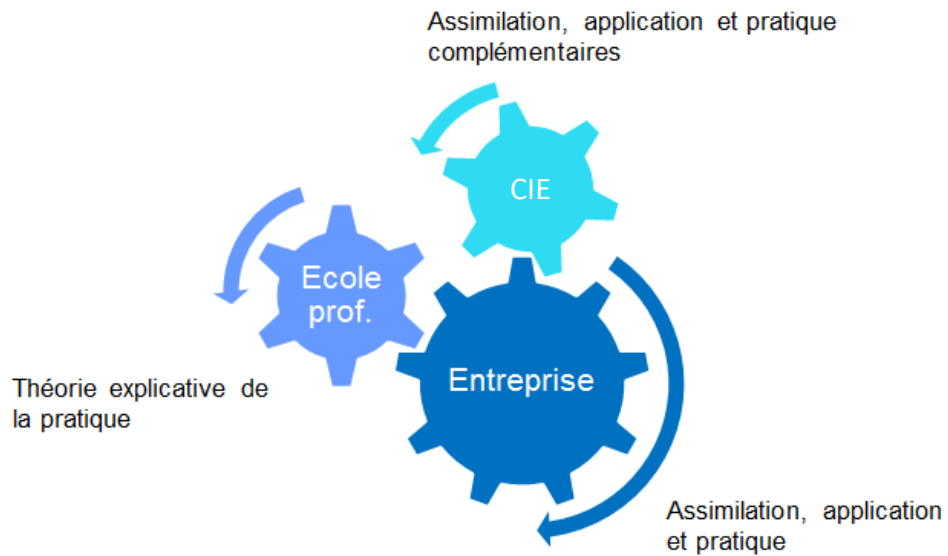 Assimilation, application et pratique
complémentaires
CIE
Ecole
prof.
Entreprise
Théorie explicative de
la pratique
Assimilation, application
et pratique